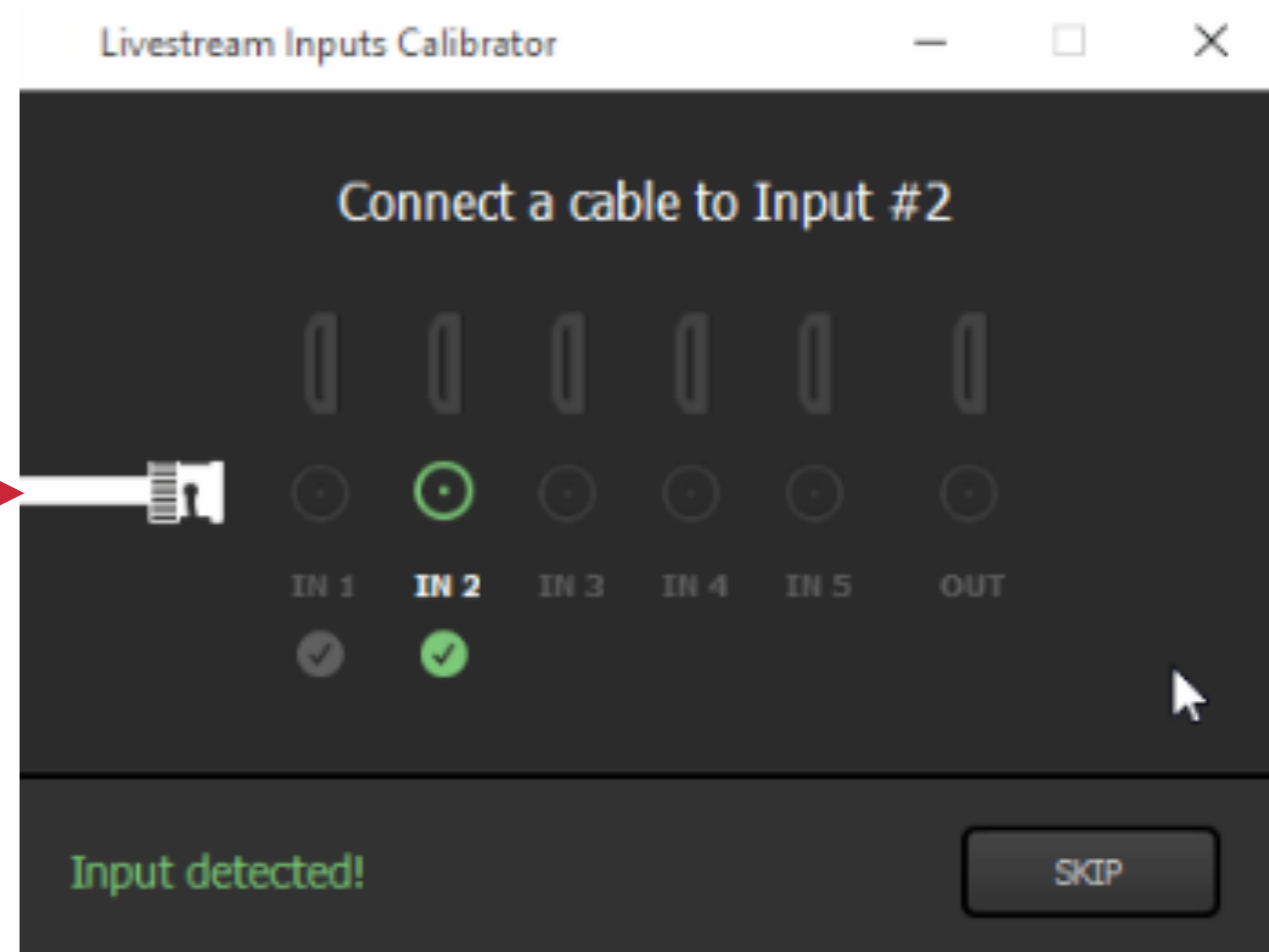 Livestream Inputs Calibrator
Connect a cable to Input #2
IN 1 IN 2 IN 3 IN 4 IN 5 OUT
Input detected!
SKIP